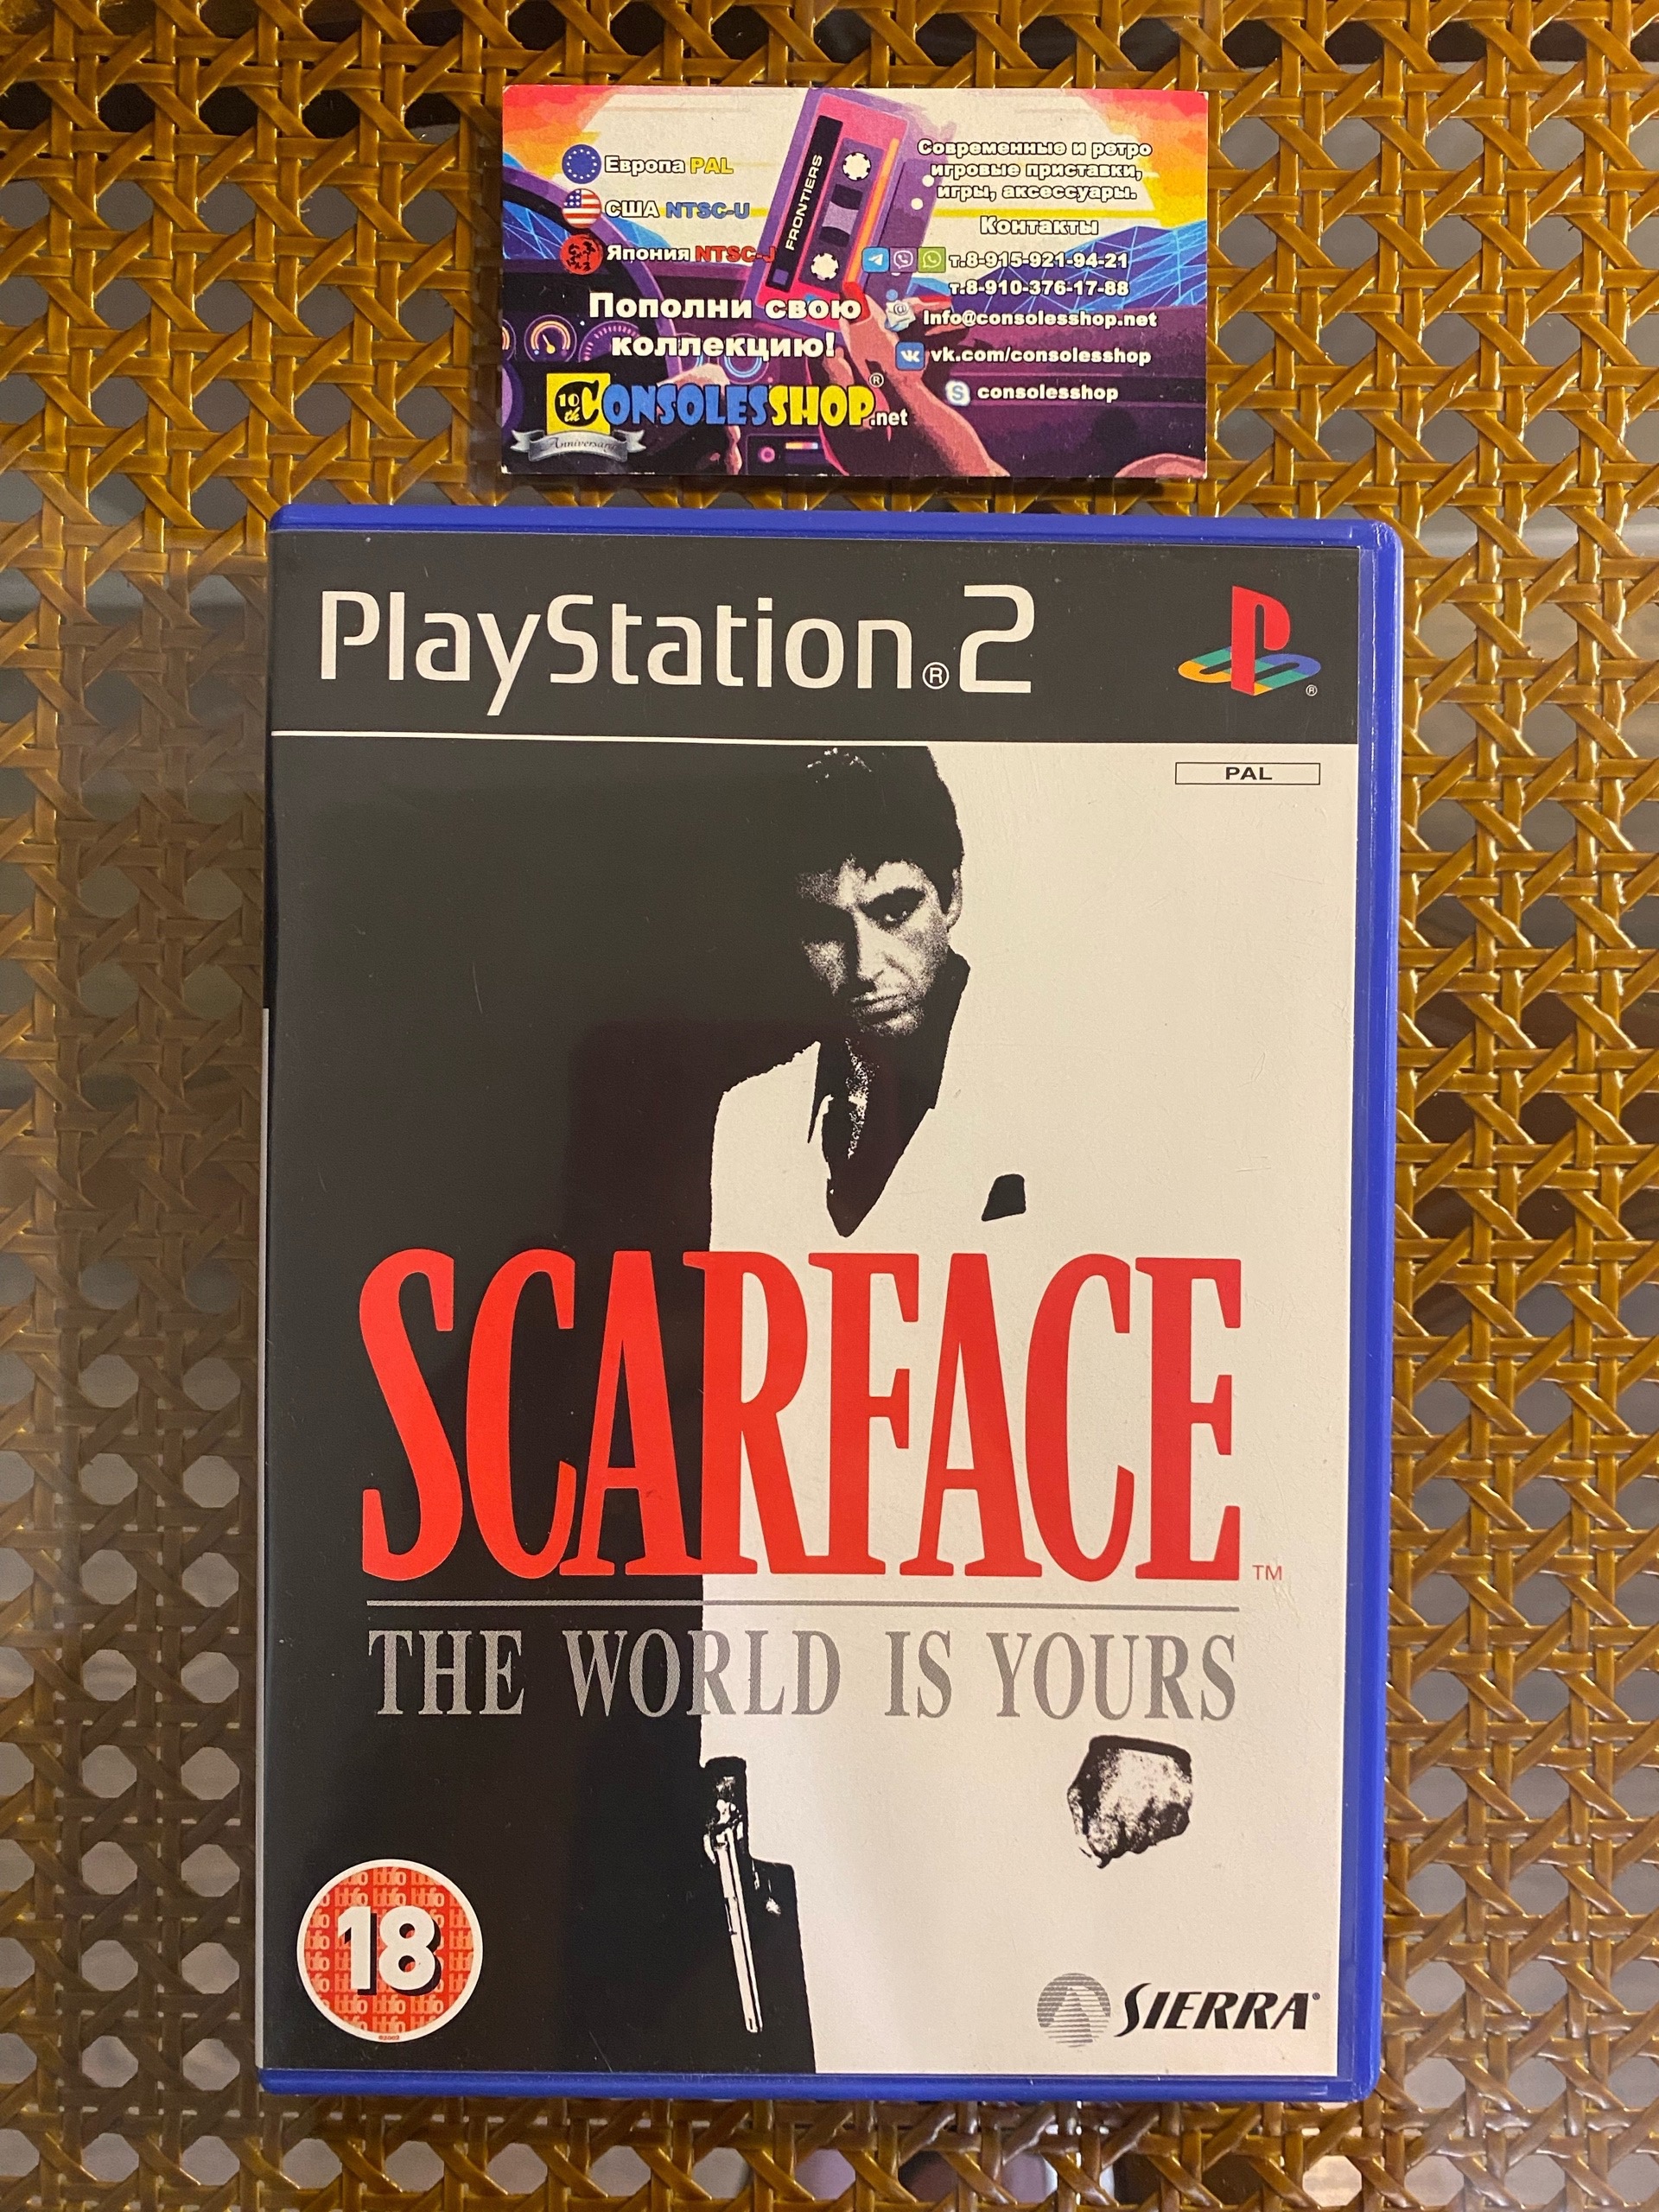 Европа PAL
США NTSC-U
Япония NTSC-J
Пополни свою
коллекцию!
10th
CONSOLESSHOP®.net
Anniversary
FRONTIERS
Современные и ретро
игровые приставки,
игры, аксессуары.
Контакты
т.8-915-921-94-21
т.8-910-376-17-88
info@consolesshop.net
vk.com/consolesshop
consolesshop
PlayStation®2
PAL
SCARFACE™
THE WORLD IS YOURS
18
SIERRA®